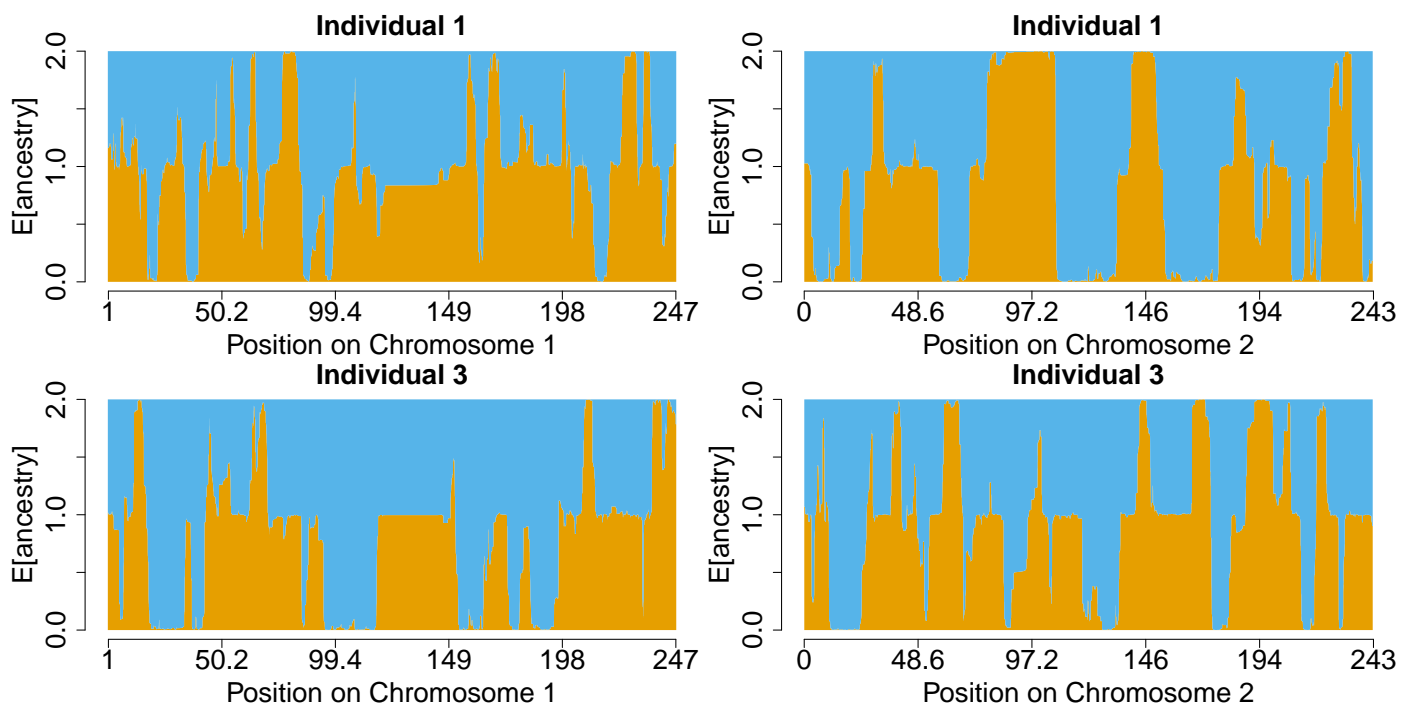 Individual 1
E[ancestry]
0.0 1.0 2.0
1 50.2 99.4 149 198 247
Position on Chromosome 1
Individual 1
E[ancestry]
0.0 1.0 2.0
0 48.6 97.2 146 194 243
Position on Chromosome 2
Individual 3
E[ancestry]
0.0 1.0 2.0
1 50.2 99.4 149 198 247
Position on Chromosome 1
Individual 3
E[ancestry]
0.0 1.0 2.0
0 48.6 97.2 146 194 243
Position on Chromosome 2